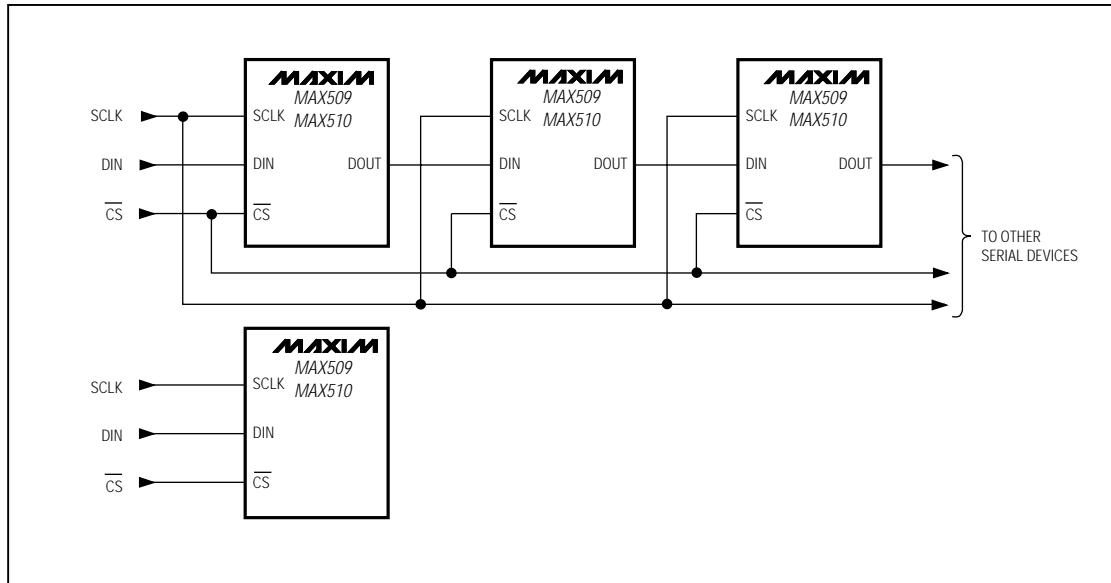 MAXIM
MAX509
MAX510
SCLK
SCLK
DIN
DIN
DOUT
CS
CS
MAXIM
MAX509
MAX510
SCLK
DIN
DOUT
CS
MAXIM
MAX509
MAX510
SCLK
DIN
DOUT
CS
TO OTHER
SERIAL DEVICES
MAXIM
MAX509
MAX510
SCLK
SCLK
DIN
DIN
CS
CS